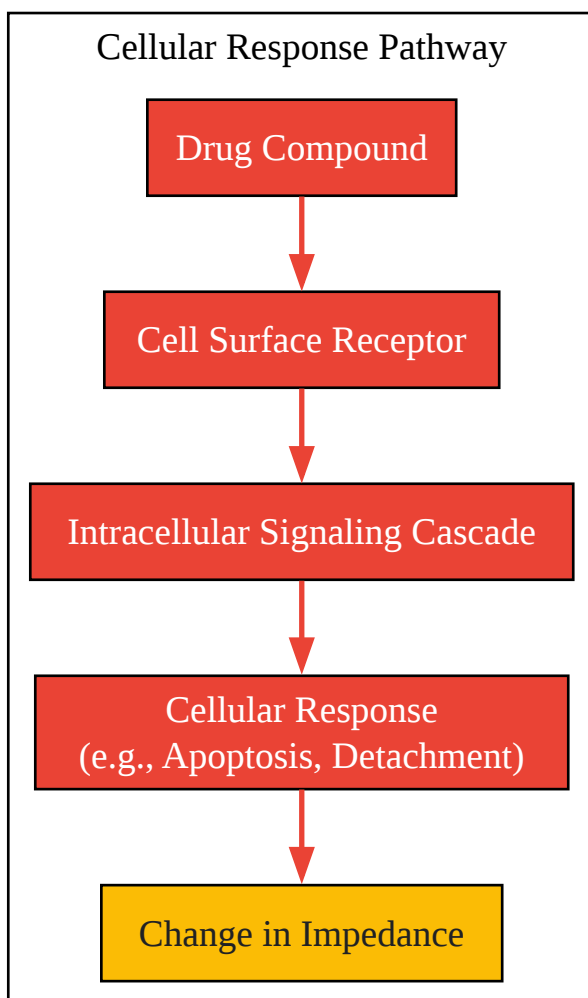 Cellular Response Pathway
Drug Compound
Cell Surface Receptor
Intracellular Signaling Cascade
Cellular Response
(e.g., Apoptosis, Detachment)
Change in Impedance